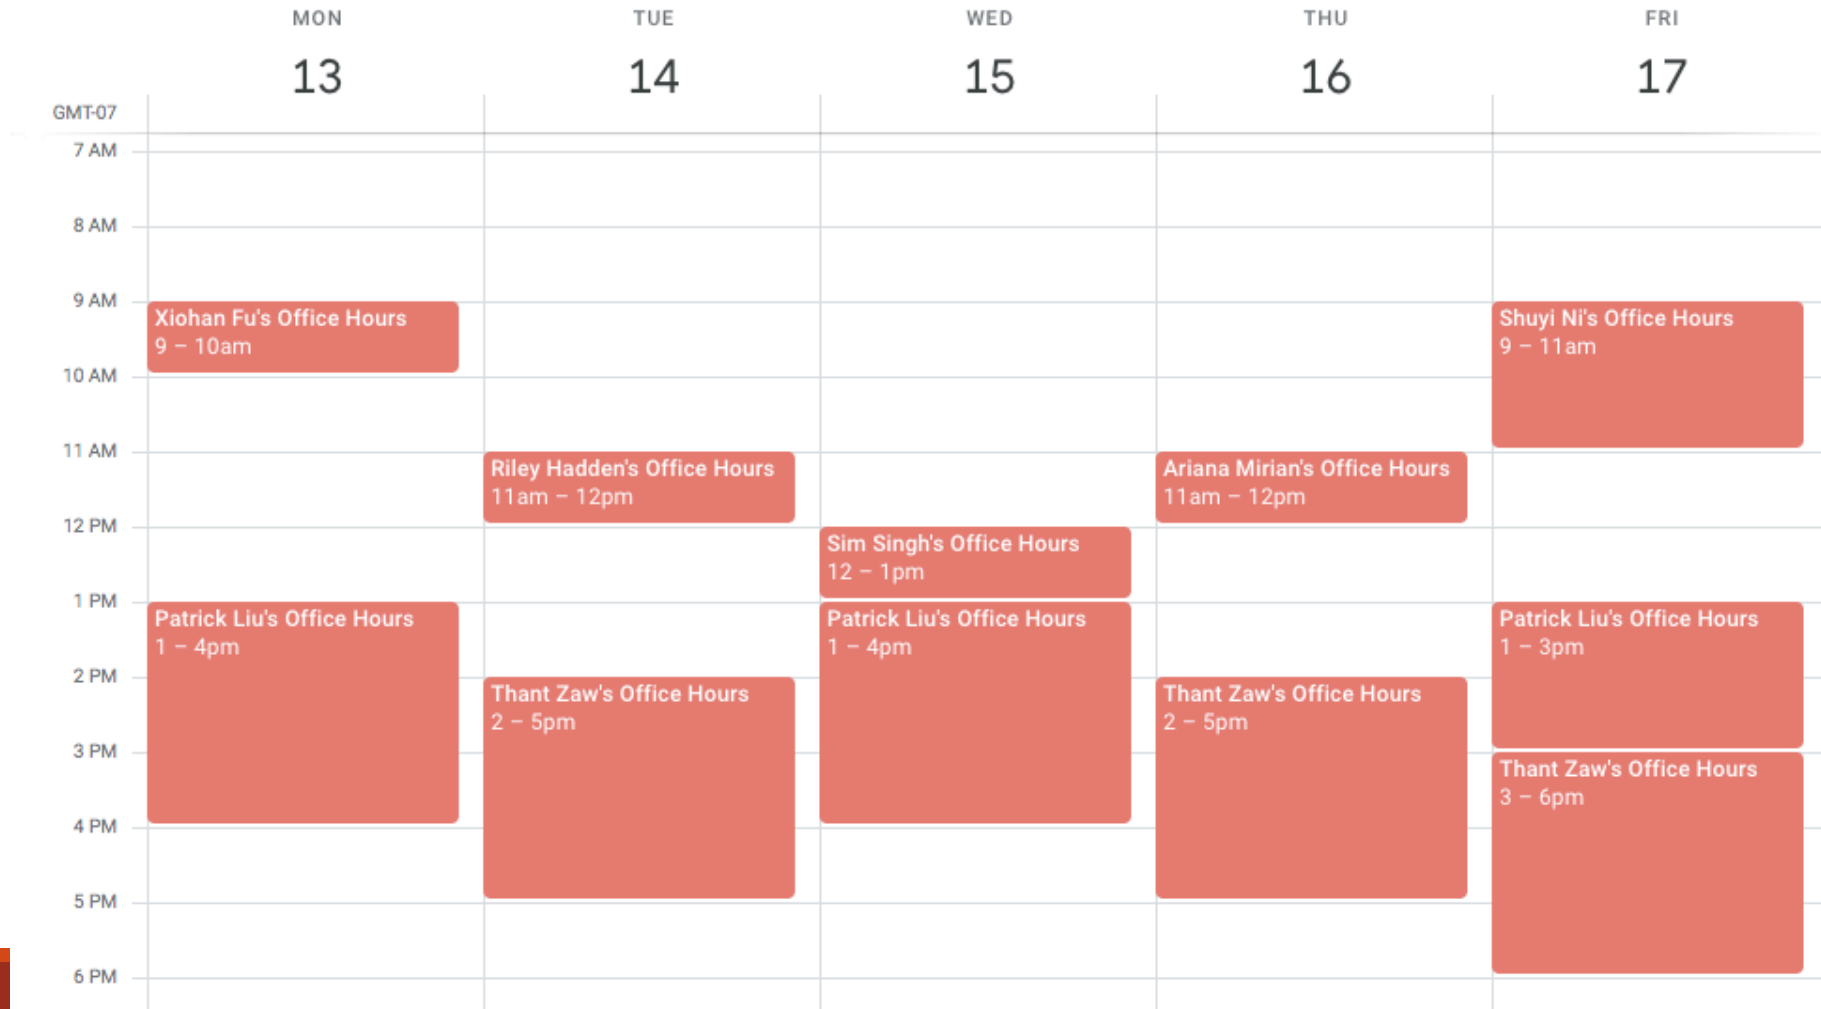 MON
TUE
WED
THU
FRI
13
14
15
16
17
GMT-07
7 AM
8 AM
9 AM
10 AM
11 AM
12 PM
1 PM
2 PM
3 PM
4 PM
5 PM
6 PM
Xiohan Fu's Office Hours
9 – 10am
Patrick Liu's Office Hours
1 – 4pm
Riley Hadden's Office Hours
11am – 12pm
Thant Zaw's Office Hours
2 – 5pm
Sim Singh's Office Hours
12 – 1pm
Patrick Liu's Office Hours
1 – 4pm
Ariana Mirian's Office Hours
11am – 12pm
Thant Zaw's Office Hours
2 – 5pm
Shuyi Ni's Office Hours
9 – 11am
Patrick Liu's Office Hours
1 – 3pm
Thant Zaw's Office Hours
3 – 6pm